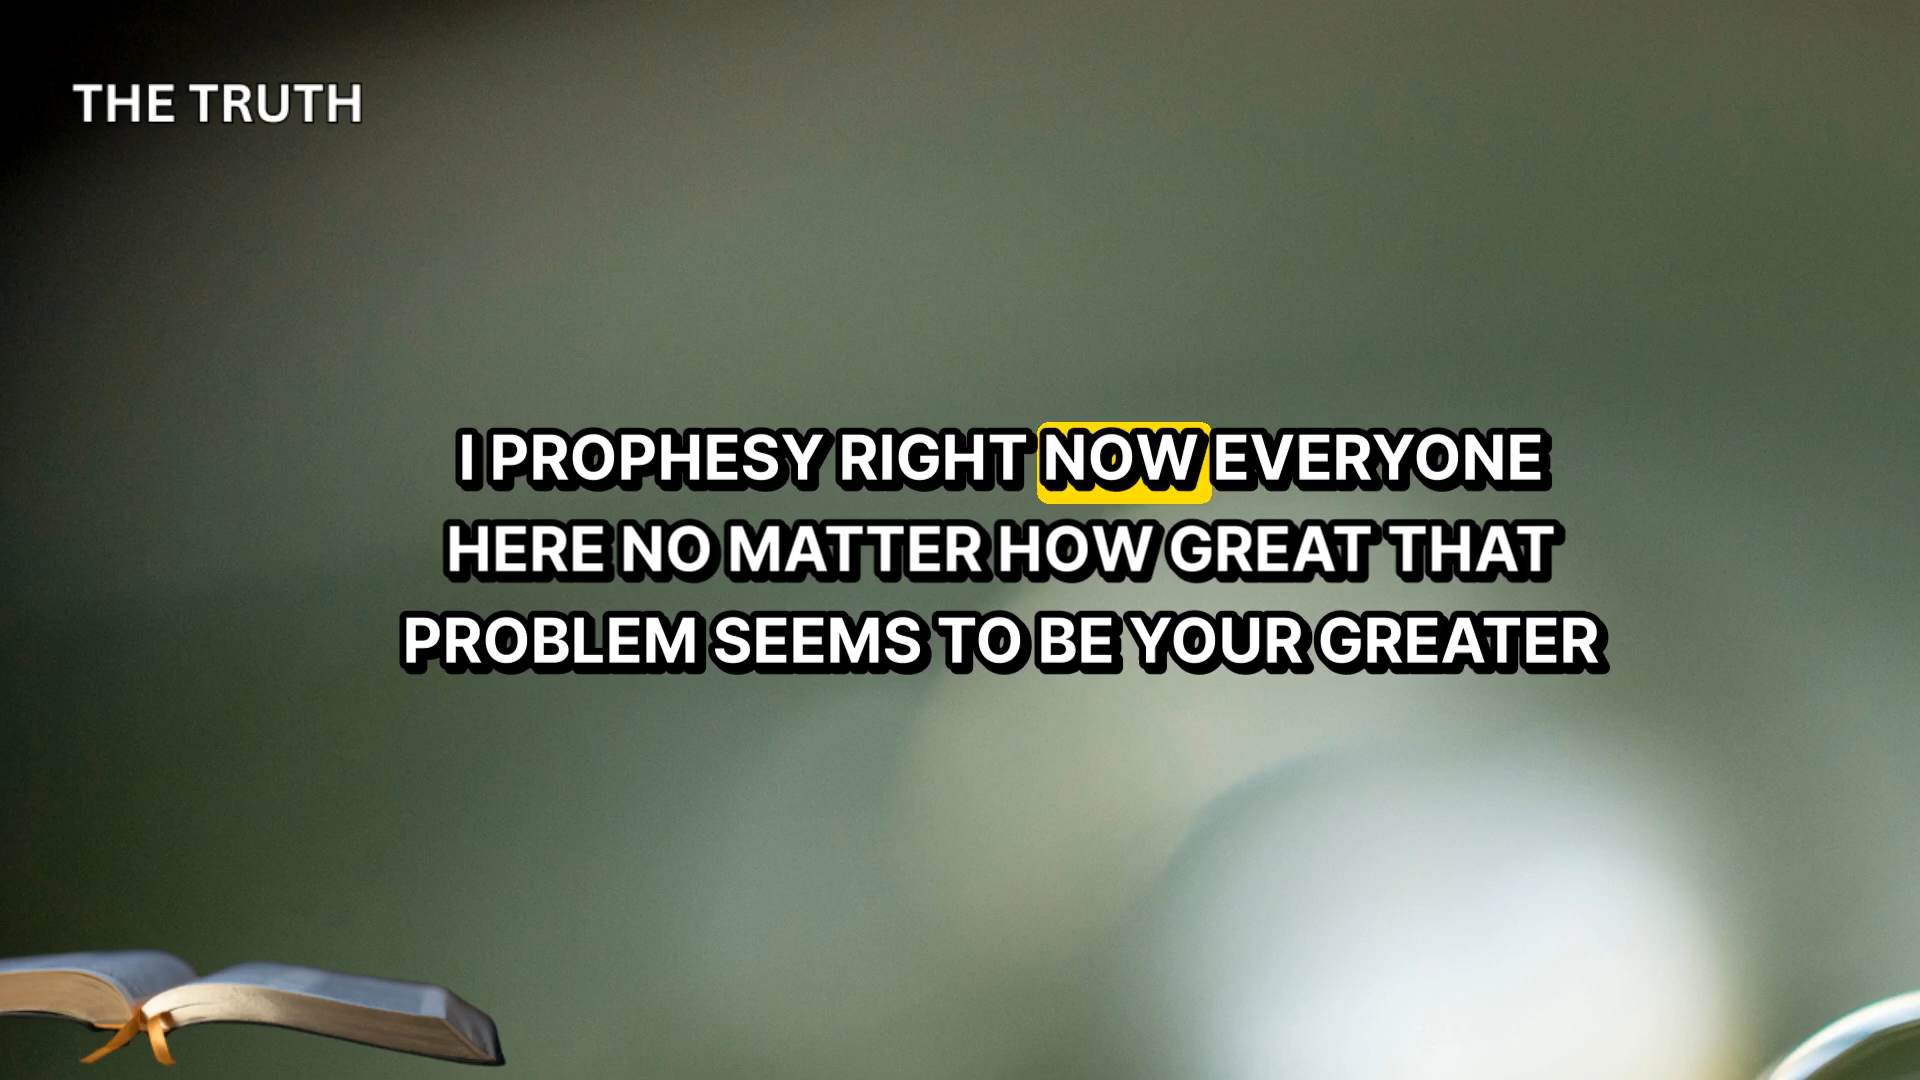 THE TRUTH
I PROPHESY RIGHT NOW EVERYONE
HERE NO MATTER HOW GREAT THAT
PROBLEM SEEMS TO BE YOUR GREATER